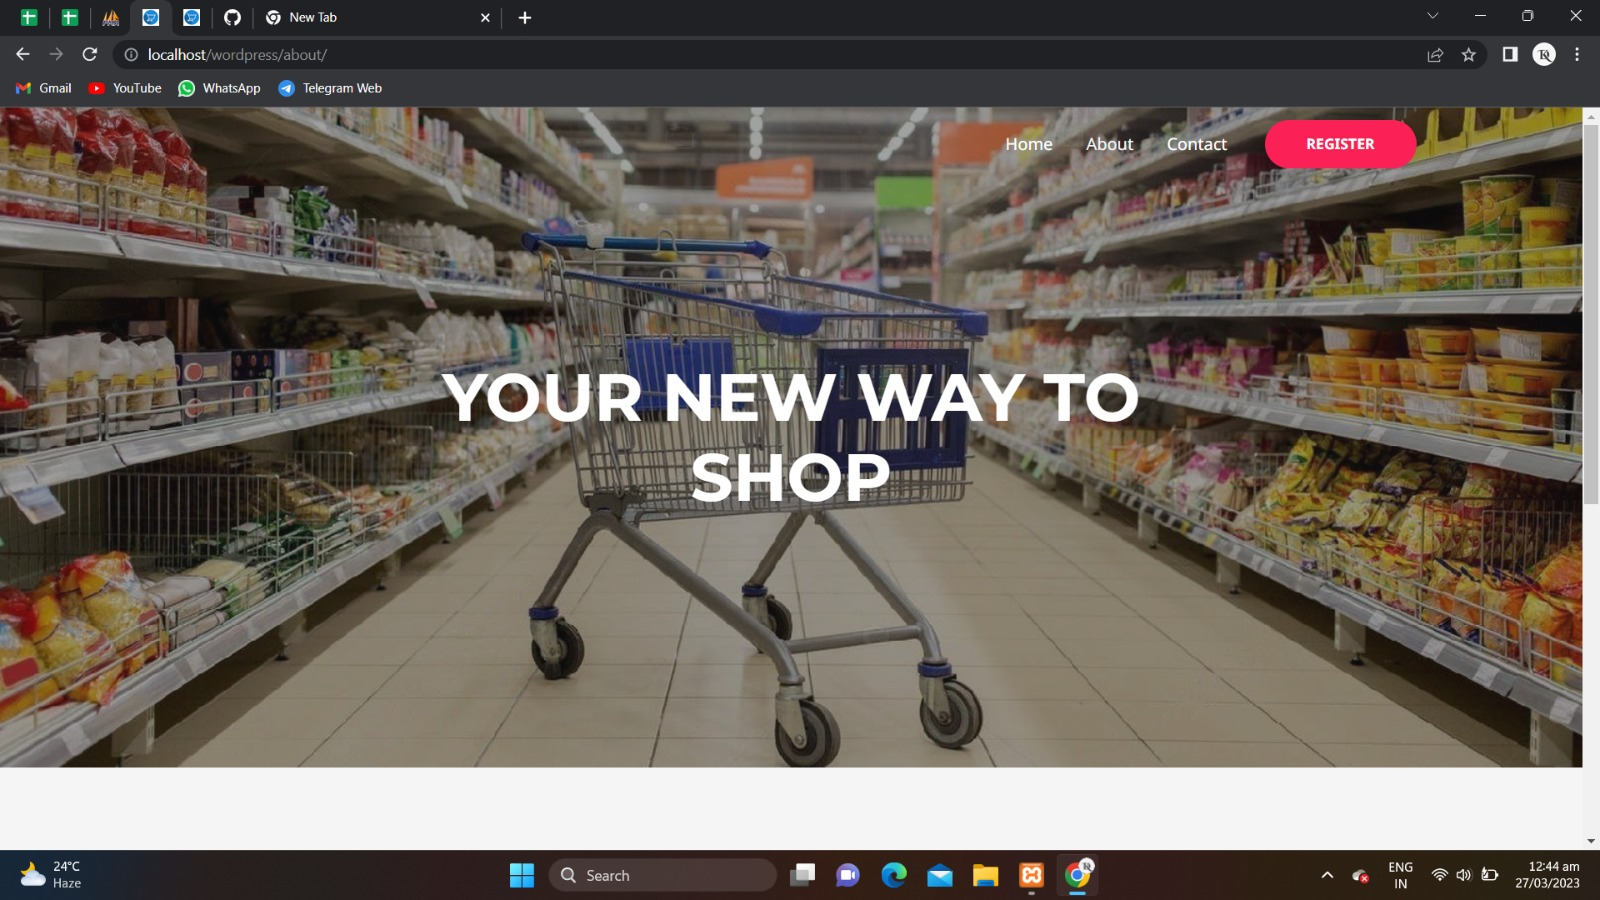 New Tab
localhost/wordpress/about/
Gmail YouTube WhatsApp Telegram Web
Home About Contact REGISTER
YOUR NEW WAY TO
SHOP
24°C
Haze
Search
ENG
IN
12:44 am
27/03/2023